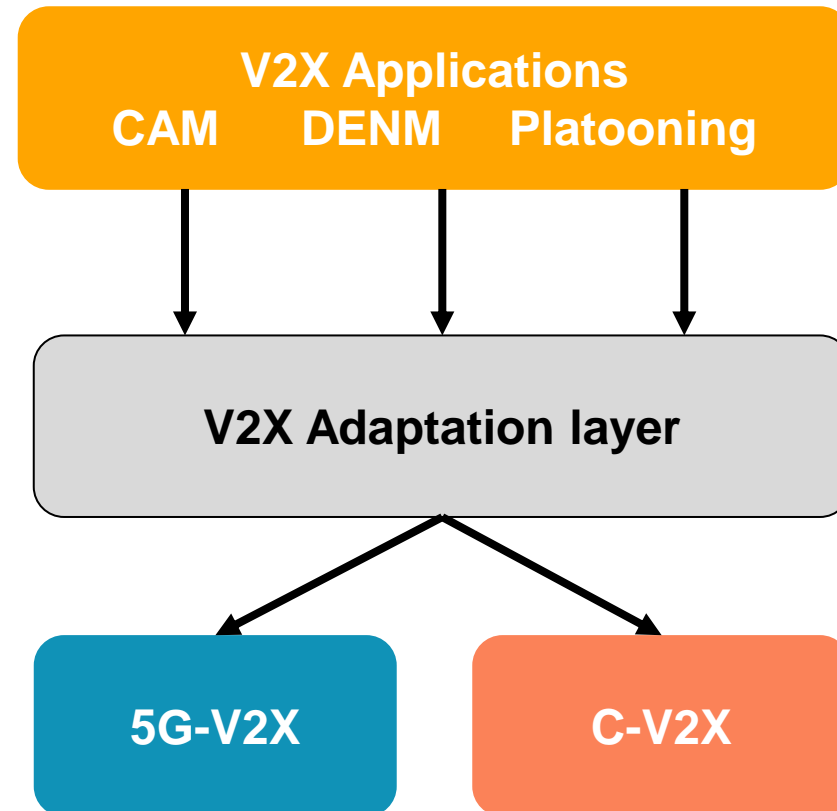 V2X Applications
CAM DENM Platooning
V2X Adaptation layer
5G-V2X
C-V2X